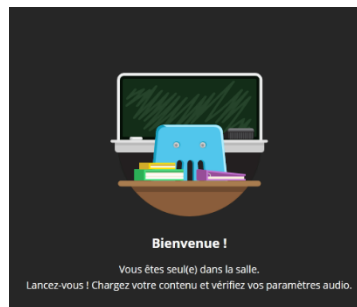 Bienvenue !
Vous êtes seul(e) dans la salle.
Lancez-vous ! Chargez votre contenu et vérifiez vos paramètres audio.